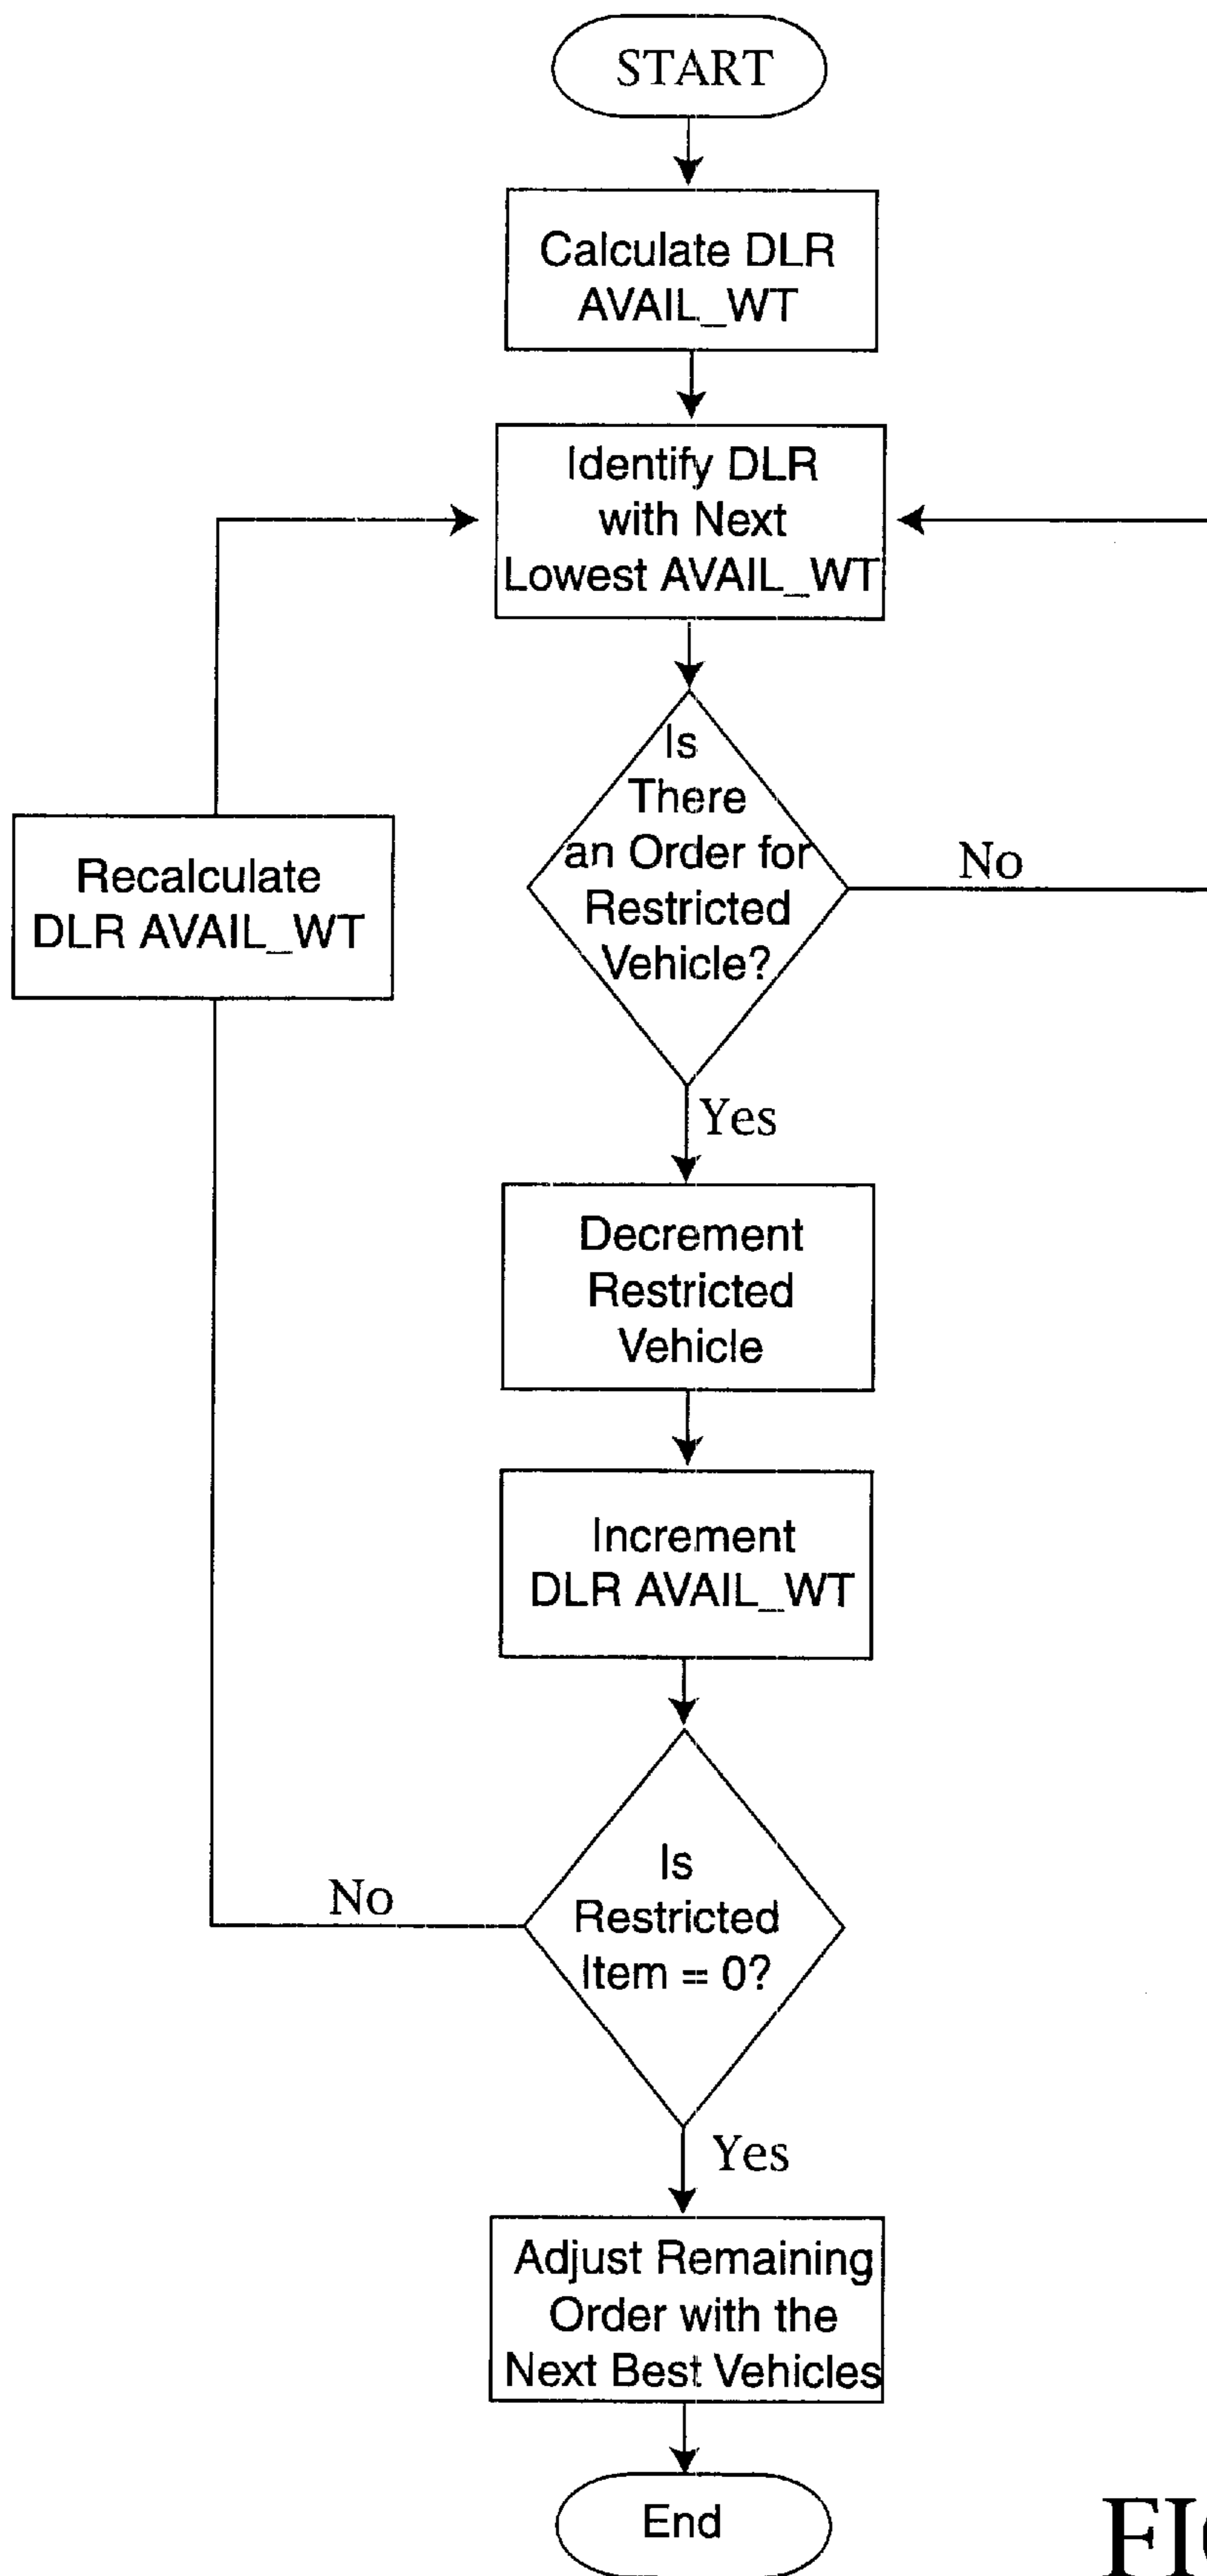 START
Calculate DLR
AVAIL_WT
Identify DLR
with Next
Lowest AVAIL_WT
Is
There
an Order for
Restricted
Vehicle?
No
Recalculate
DLR AVAIL_WT
Yes
Decrement
Restricted
Vehicle
Increment
DLR AVAIL_WT
Is
Restricted
Item = 0?
No
Yes
Adjust Remaining
Order with the
Next Best Vehicles
End